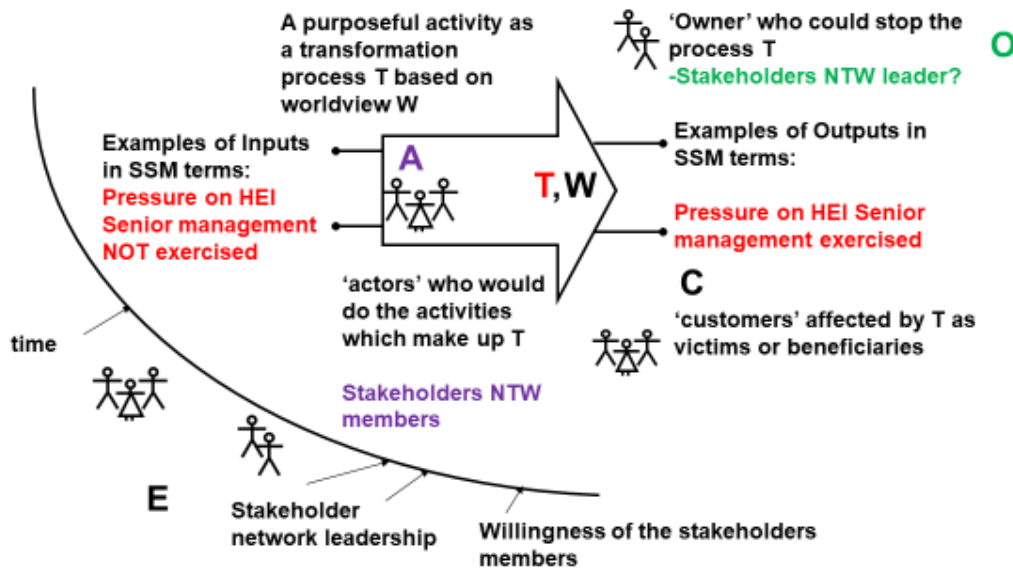 A purposeful activity as
a transformation
process T based on
worldview W
'Owner' who could stop the
process T
-Stakeholders NTW leader?
O
Examples of Inputs
in SSM terms:
Pressure on HEI
Senior management
NOT exercised
A
T, W
Examples of Outputs in
SSM terms:
Pressure on HEI Senior
management exercised
C
'customers' affected by T as
victims or beneficiaries
'actors' who would
do the activities
which make up T
Stakeholders NTW
members
time
E
Stakeholder
network leadership
Willingness of the stakeholders
members